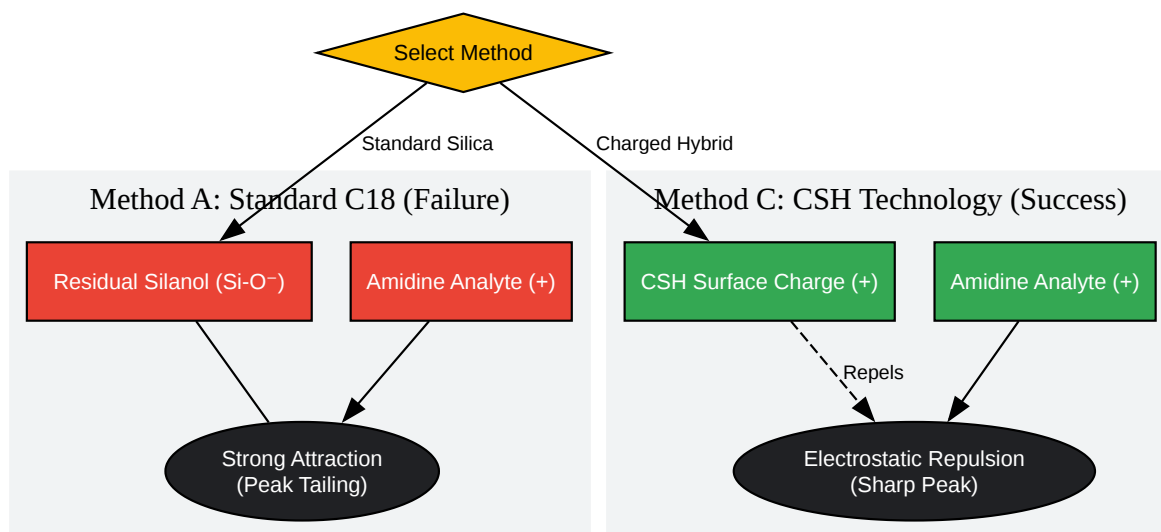 Select Method
Standard Silica
Charged Hybrid
Method A: Standard C18 (Failure)
Residual Silanol (Si-O⁻)
Amidine Analyte (+)
Strong Attraction
(Peak Tailing)
Method C: CSH Technology (Success)
CSH Surface Charge (+)
Amidine Analyte (+)
Repels
Electrostatic Repulsion
(Sharp Peak)